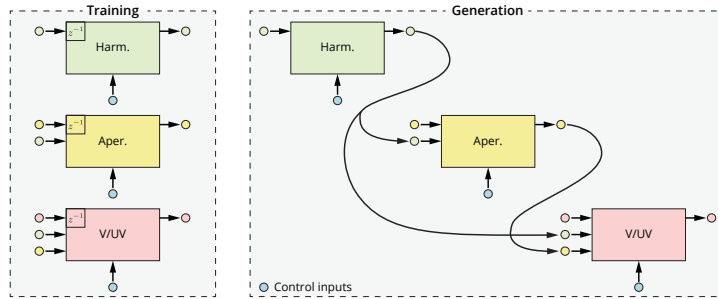 Training
Generation
z⁻¹
Harm.
Harm.
z⁻¹
Aper.
Aper.
z⁻¹
V/UV
V/UV
Control inputs